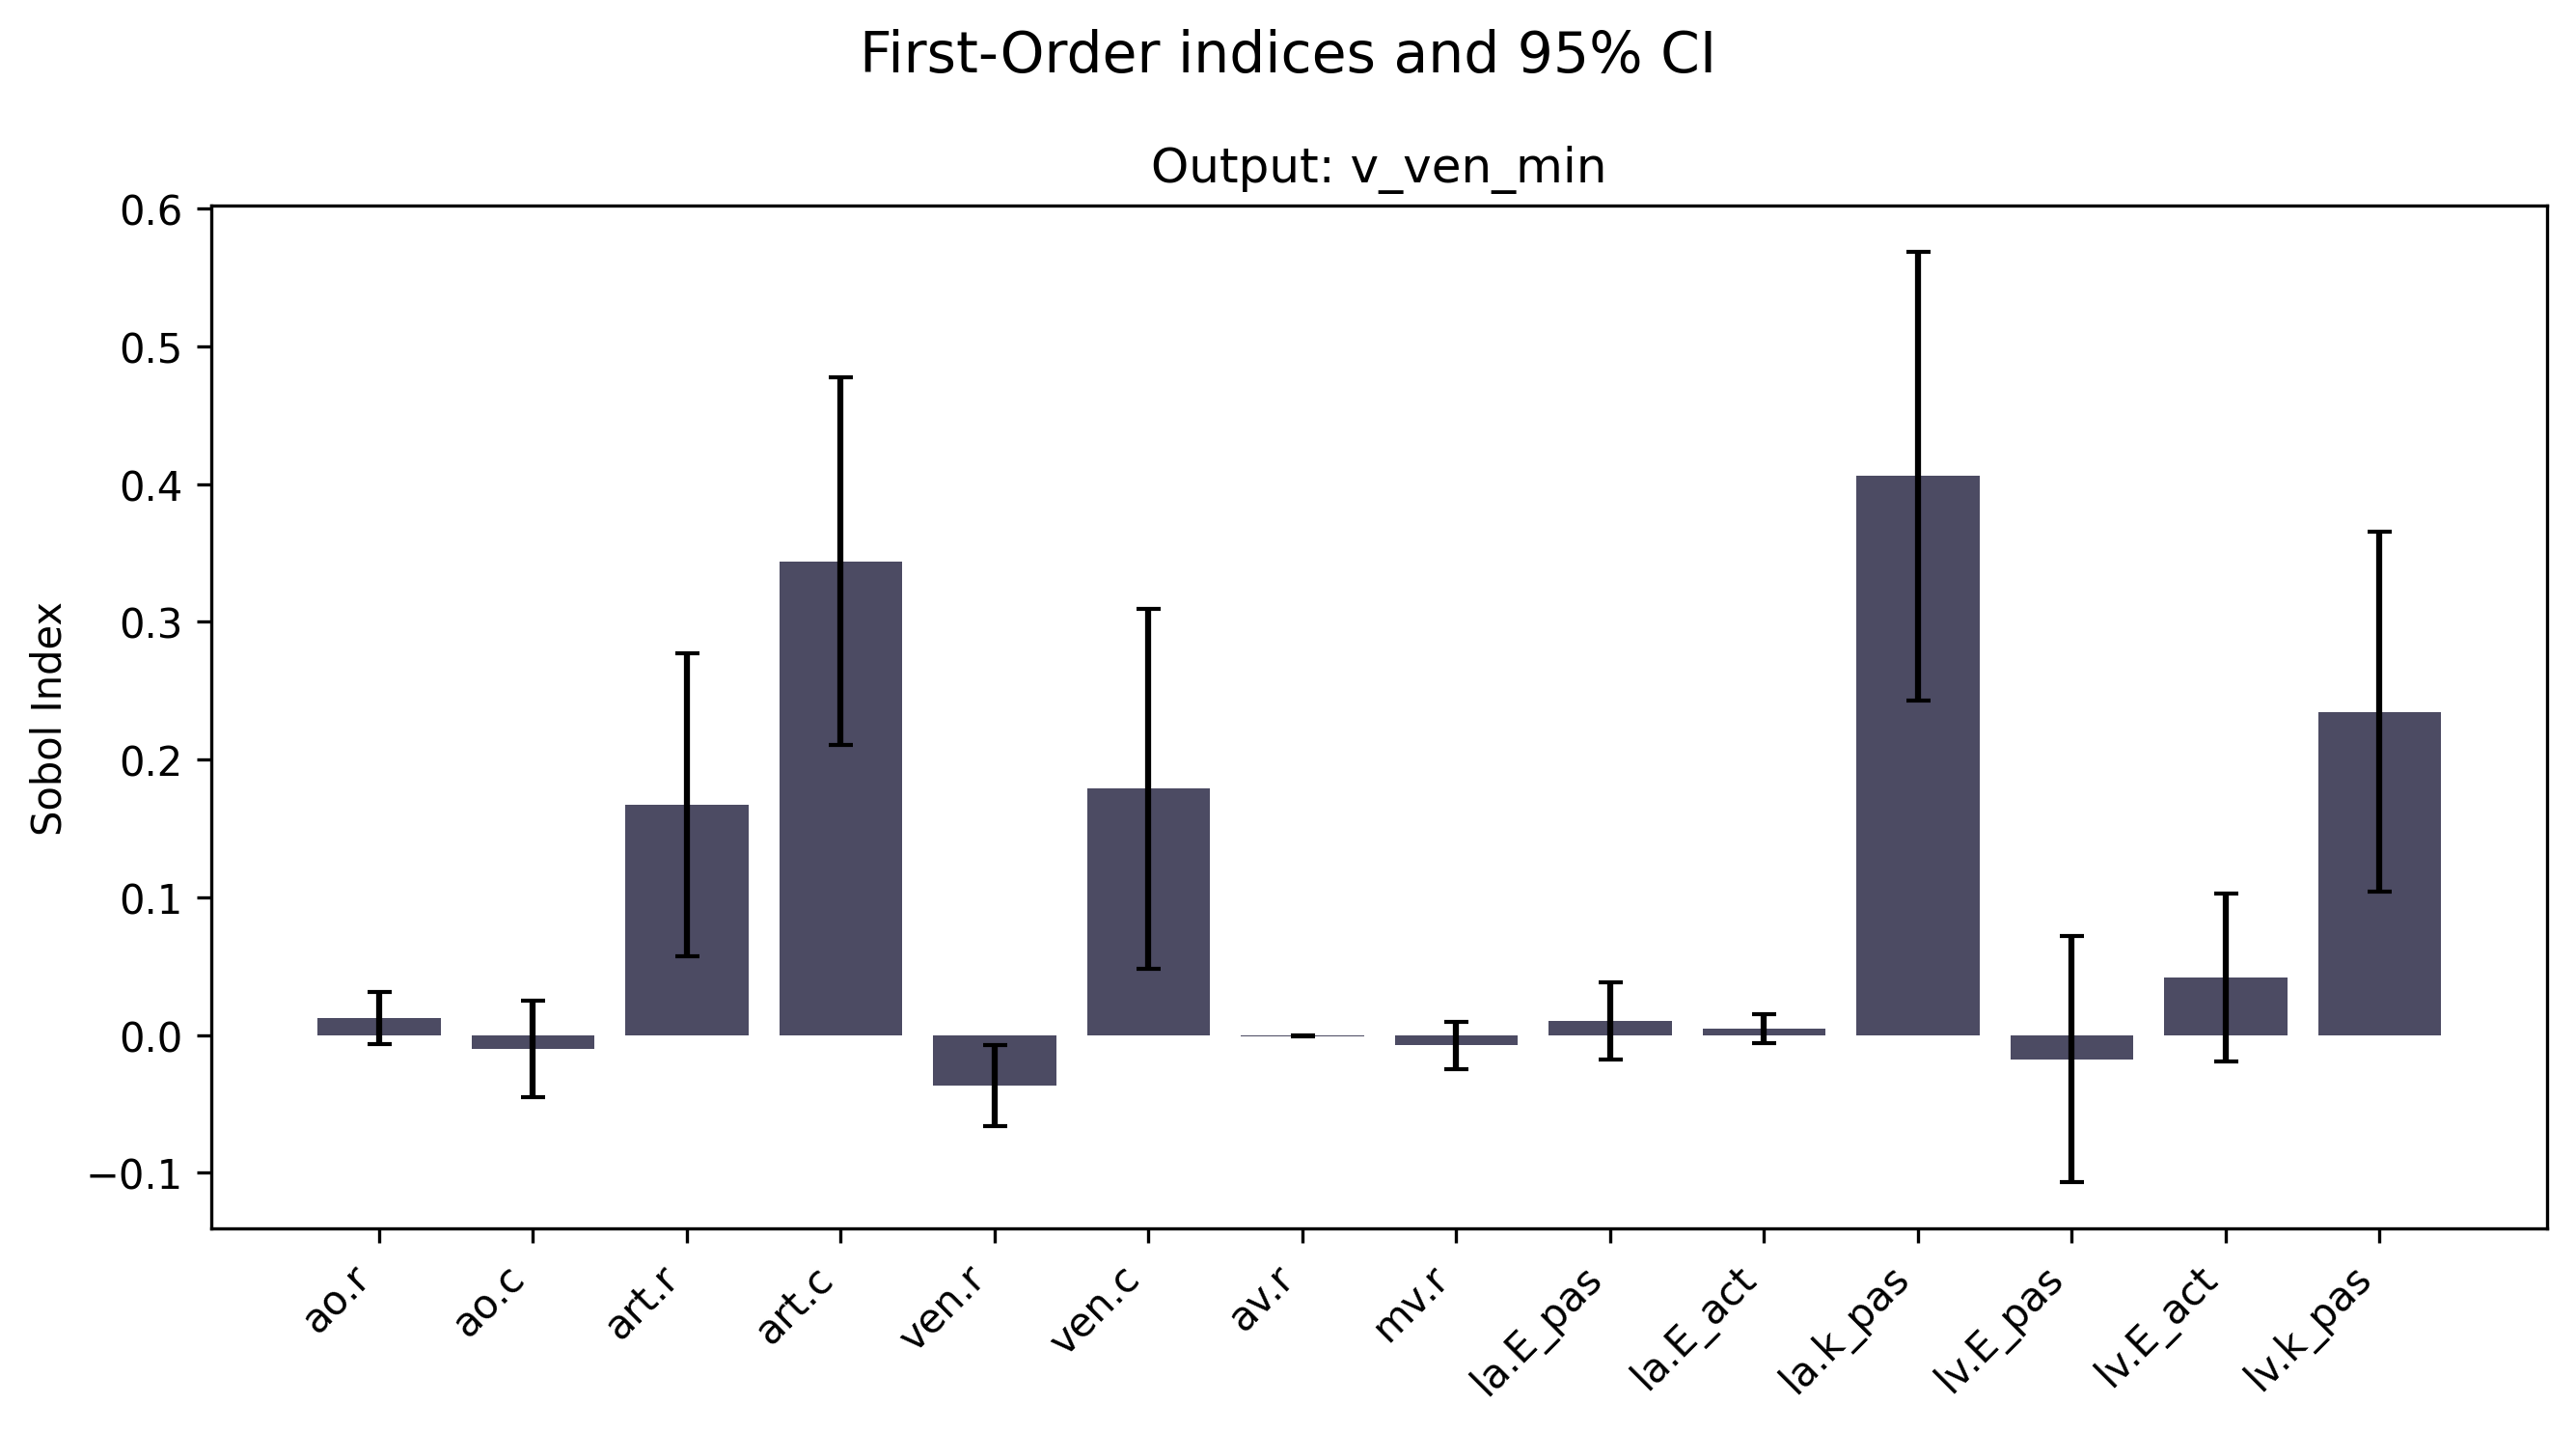 First-Order indices and 95% CI
Output: v_ven_min
Sobol Index
0.6
0.5
0.4
0.3
0.2
0.1
0.0
−0.1
ao.r
ao.c
art.r
art.c
ven.r
ven.c
av.r
mv.r
la.E_pas
la.E_act
la.k_pas
lv.E_pas
lv.E_act
lv.k_pas